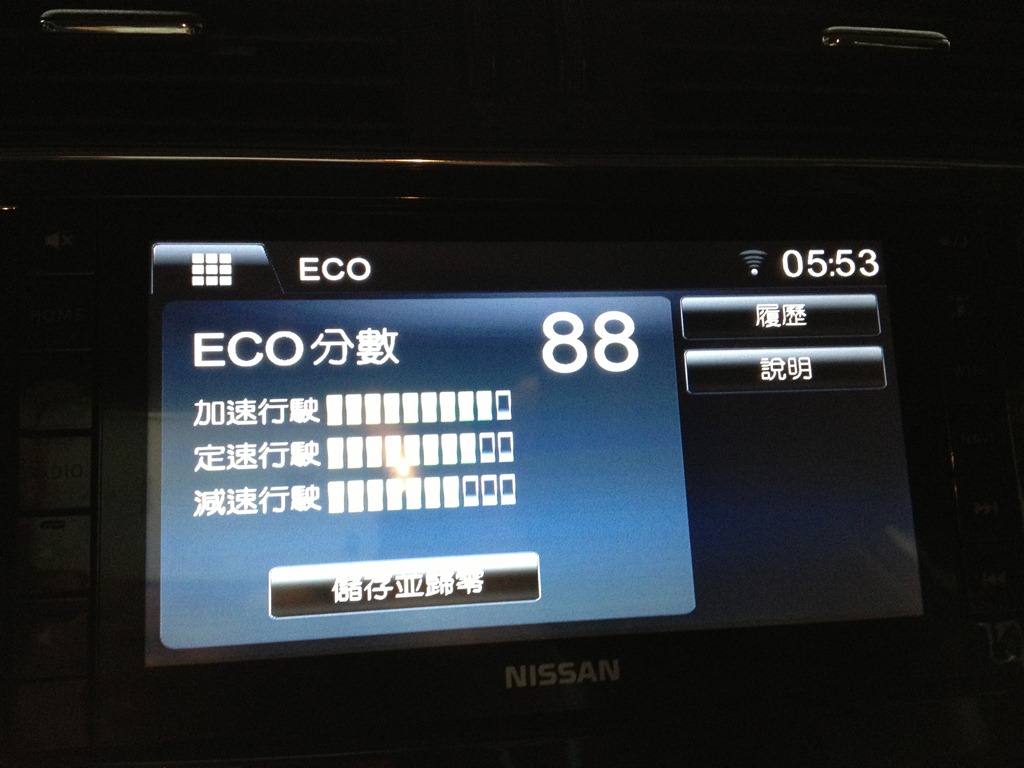 ECO
05:53
ECO分數 88
履歷
說明
加速行駛
定速行駛
減速行駛
儲存並歸零
NISSAN